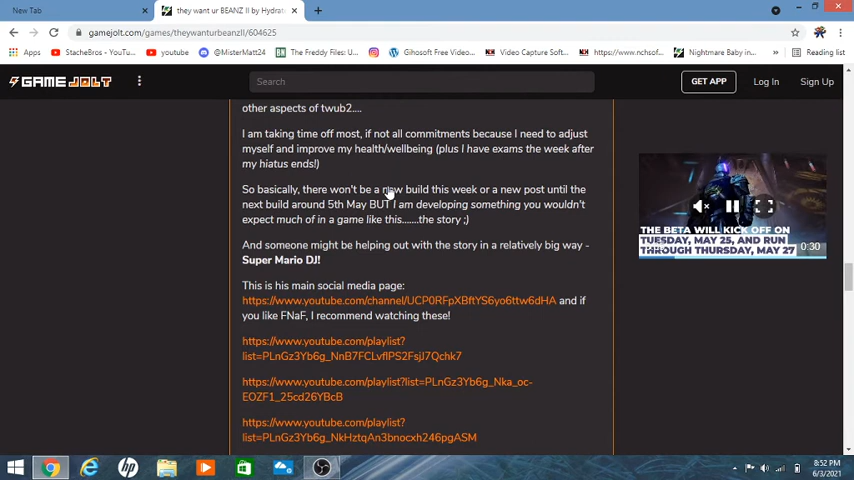 New Tab
they want ur BEANZ II by Hydrate
gamejolt.com/games/theywanturbeanzII/604625
Apps
StacheBros - YouTu...
youtube
@MisterMatt24
The Freddy Files: U...
Gihosoft Free Video...
Video Capture Soft...
https://www.nchsof...
Nightmare Baby in...
Reading list
GAMEJOLT
Search
GET APP
Log In
Sign Up
other aspects of twub2....
I am taking time off most, if not all commitments because I need to adjust
myself and improve my health/wellbeing (plus I have exams the week after
my hiatus ends!)
So basically, there won't be a new build this week or a new post until the
next build around 5th May BUT I am developing something you wouldn't
expect much of in a game like this.......the story ;)
And someone might be helping out with the story in a relatively big way -
Super Mario DJ!
This is his main social media page:
https://www.youtube.com/channel/UCP0RFpXBftYS6yo6ttw6dHA and if
you like FNaF, I recommend watching these!
https://www.youtube.com/playlist?
list=PLnGz3Yb6g_NnB7FCLvflPS2FsjJ7Qchk7
https://www.youtube.com/playlist?list=PLnGz3Yb6g_Nka_oc-
EOZF1_25cd26YBcB
https://www.youtube.com/playlist?
list=PLnGz3Yb6g_NkHztqAn3bnocxh246pgASM
THE BETA WILL KICK OFF ON
TUESDAY, MAY 25, AND RUN
THROUGH THURSDAY, MAY 27
0:30
8:52 PM
6/3/2021